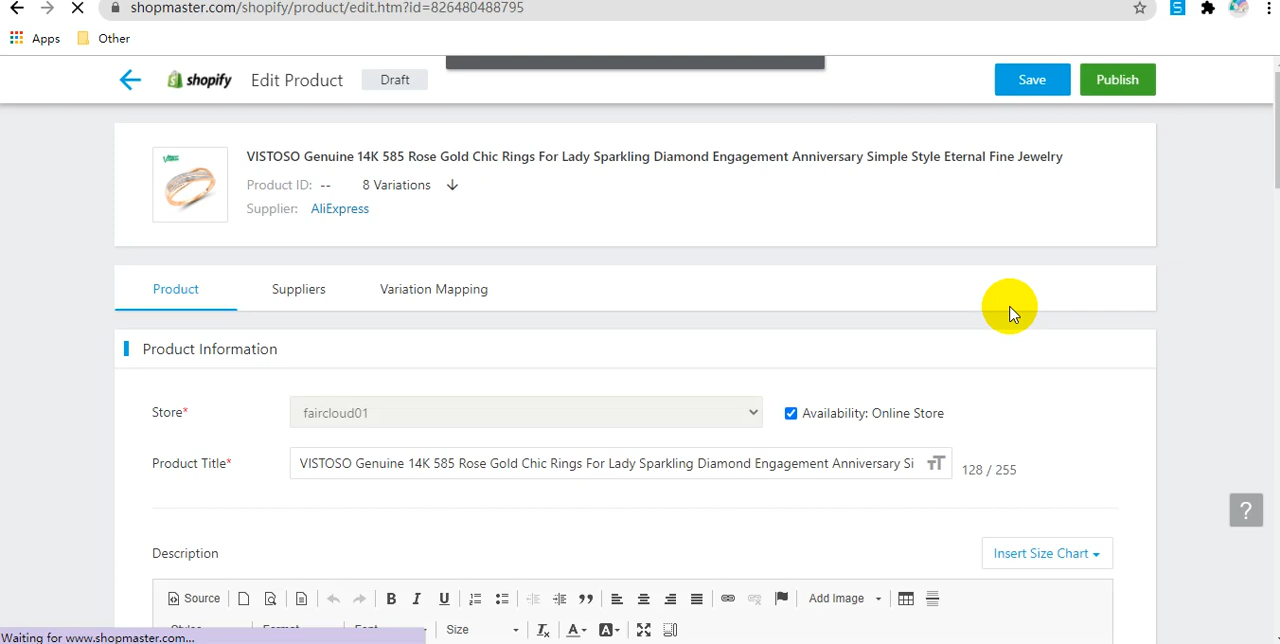 shopmaster.com/shopify/product/edit.htm?id=826480488795
Apps Other
shopify Edit Product Draft Save Publish
VISTOSO Genuine 14K 585 Rose Gold Chic Rings For Lady Sparkling Diamond Engagement Anniversary Simple Style Eternal Fine Jewelry
Product ID: -- 8 Variations
Supplier: AliExpress
Product Suppliers Variation Mapping
Product Information
Store* faircloud01 Availability: Online Store
Product Title* VISTOSO Genuine 14K 585 Rose Gold Chic Rings For Lady Sparkling Diamond Engagement Anniversary Si 128 / 255
?
Description Insert Size Chart
Source B I U Add Image
Size
Waiting for www.shopmaster.com...